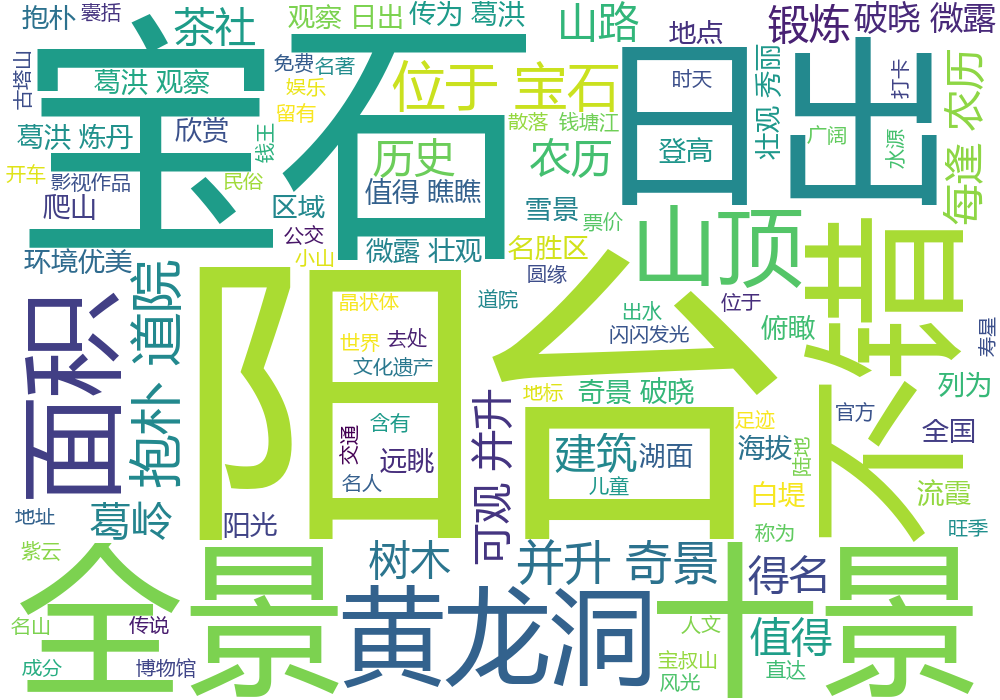 抱朴
囊括
茶社
观察 日出
传为 葛洪
山路
地点
锻炼
破晓 微露
宝石
日出
古塔山
葛洪 观察
免费
名著
娱乐
留有
位于 宝石
时天
壮观 秀丽
打卡
农历
葛洪 炼丹
欣赏
钱王
历史
散落
钱塘江
农历
登高
广阔
水源
开车
影视作品
民俗
值得 瞧瞧
爬山
区域
雪景
票价
每逢
公交
微露 壮观
名胜区
山顶
不错
环境优美
小山
圆缘
面积
抱朴 道院
阳台
晶状体
道院
位于
出水
闪闪发光
俯瞰
寿星
世界
去处
文化遗产
地标
奇景 破晓
列为
可观 并升
含有
足迹
官方
全国
交通
远眺
建筑
湖面
海拔
陆地
名人
儿童
白堤
流霞
地址
葛岭
阳光
称为
旺季
紫云
树木
并升 奇景
得名
全景
黄龙洞
十景
名山
传说
人文
值得
成分
博物馆
宝叔山
直达
风光